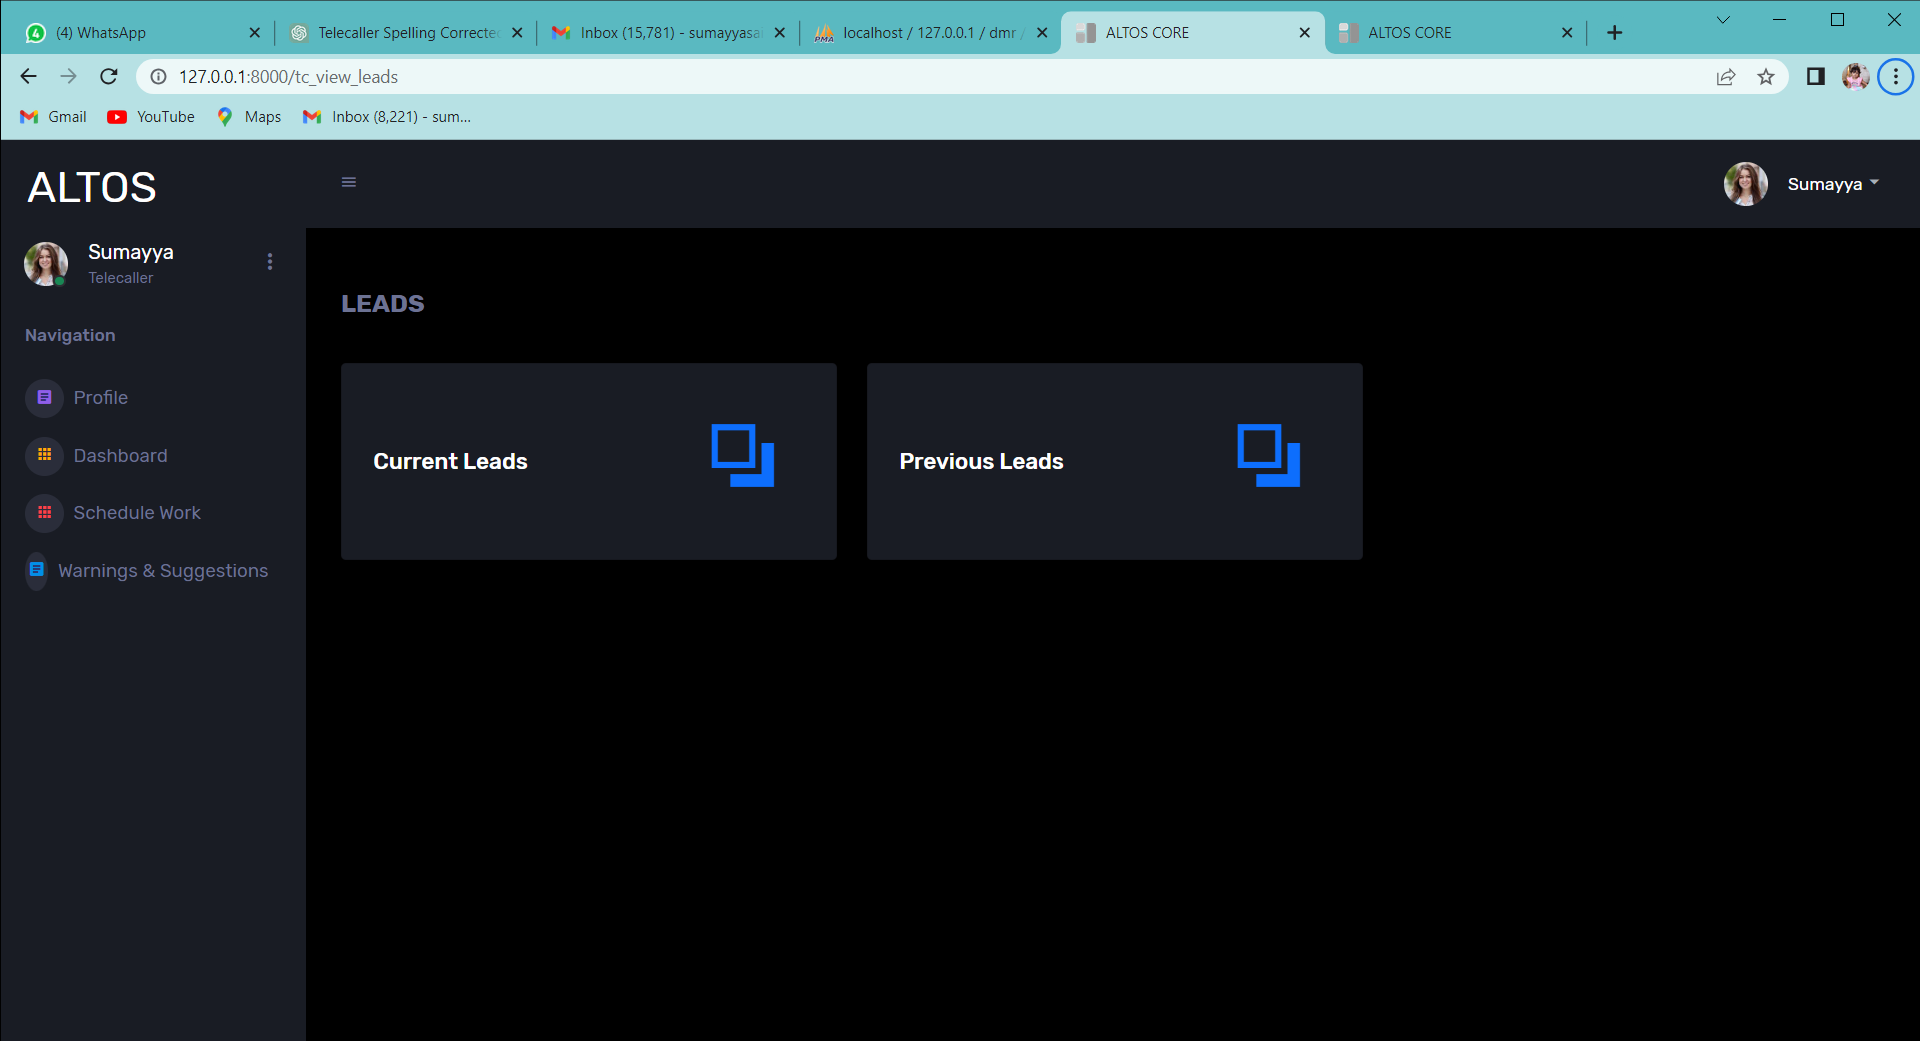 (4) WhatsApp
Telecaller Spelling Corrected
Inbox (15,781) - sumayyasa
localhost / 127.0.0.1 / dmr /
ALTOS CORE
ALTOS CORE
127.0.0.1:8000/tc_view_leads
Gmail
YouTube
Maps
Inbox (8,221) - sum...
ALTOS
Sumayya
Sumayya
Telecaller
LEADS
Navigation
Profile
Dashboard
Schedule Work
Warnings & Suggestions
Current Leads
Previous Leads